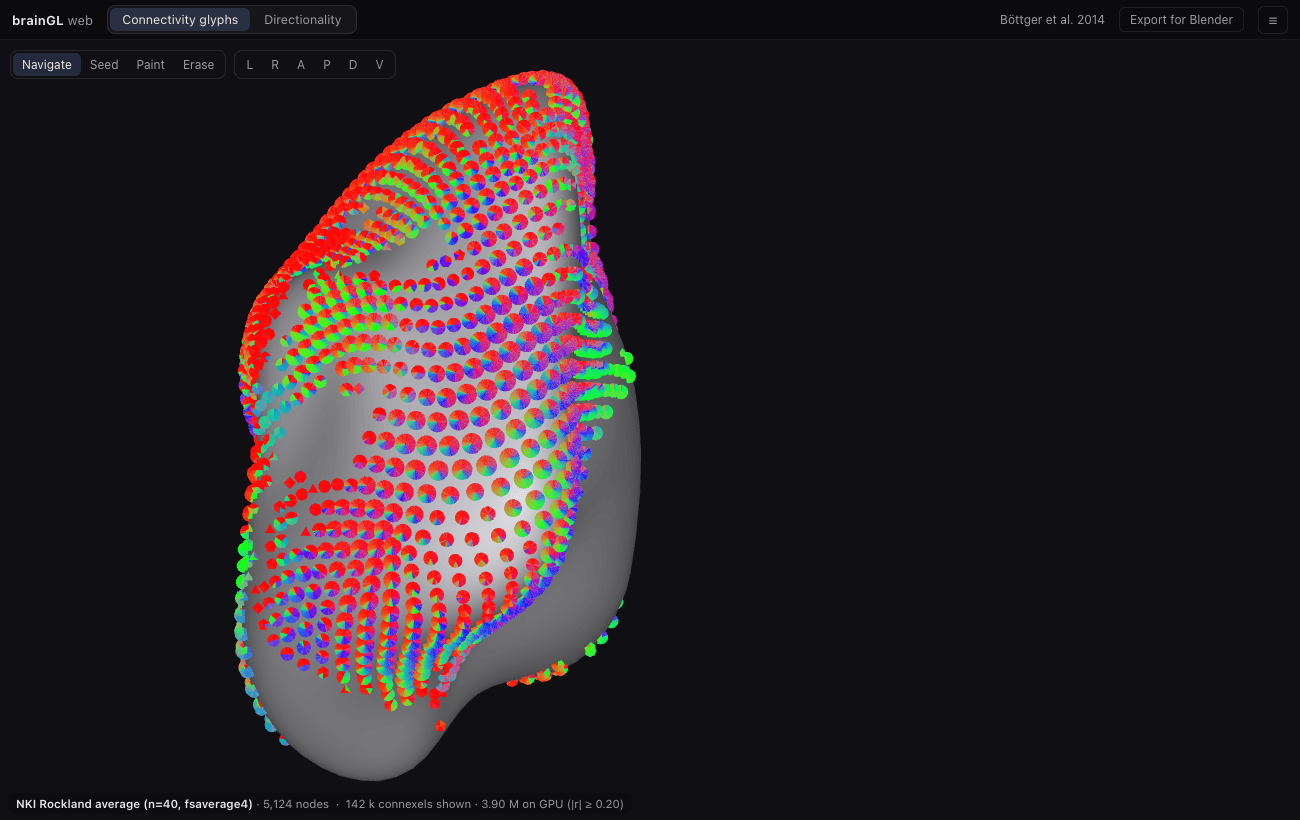 brainGL web Connectivity glyphs Directionality Böttger et al. 2014 Export for Blender ≡
Navigate Seed Paint Erase L R A P D V
NKI Rockland average (n=40, fsaverage4) · 5,124 nodes · 142 k connexels shown · 3.90 M on GPU (|r| ≥ 0.20)